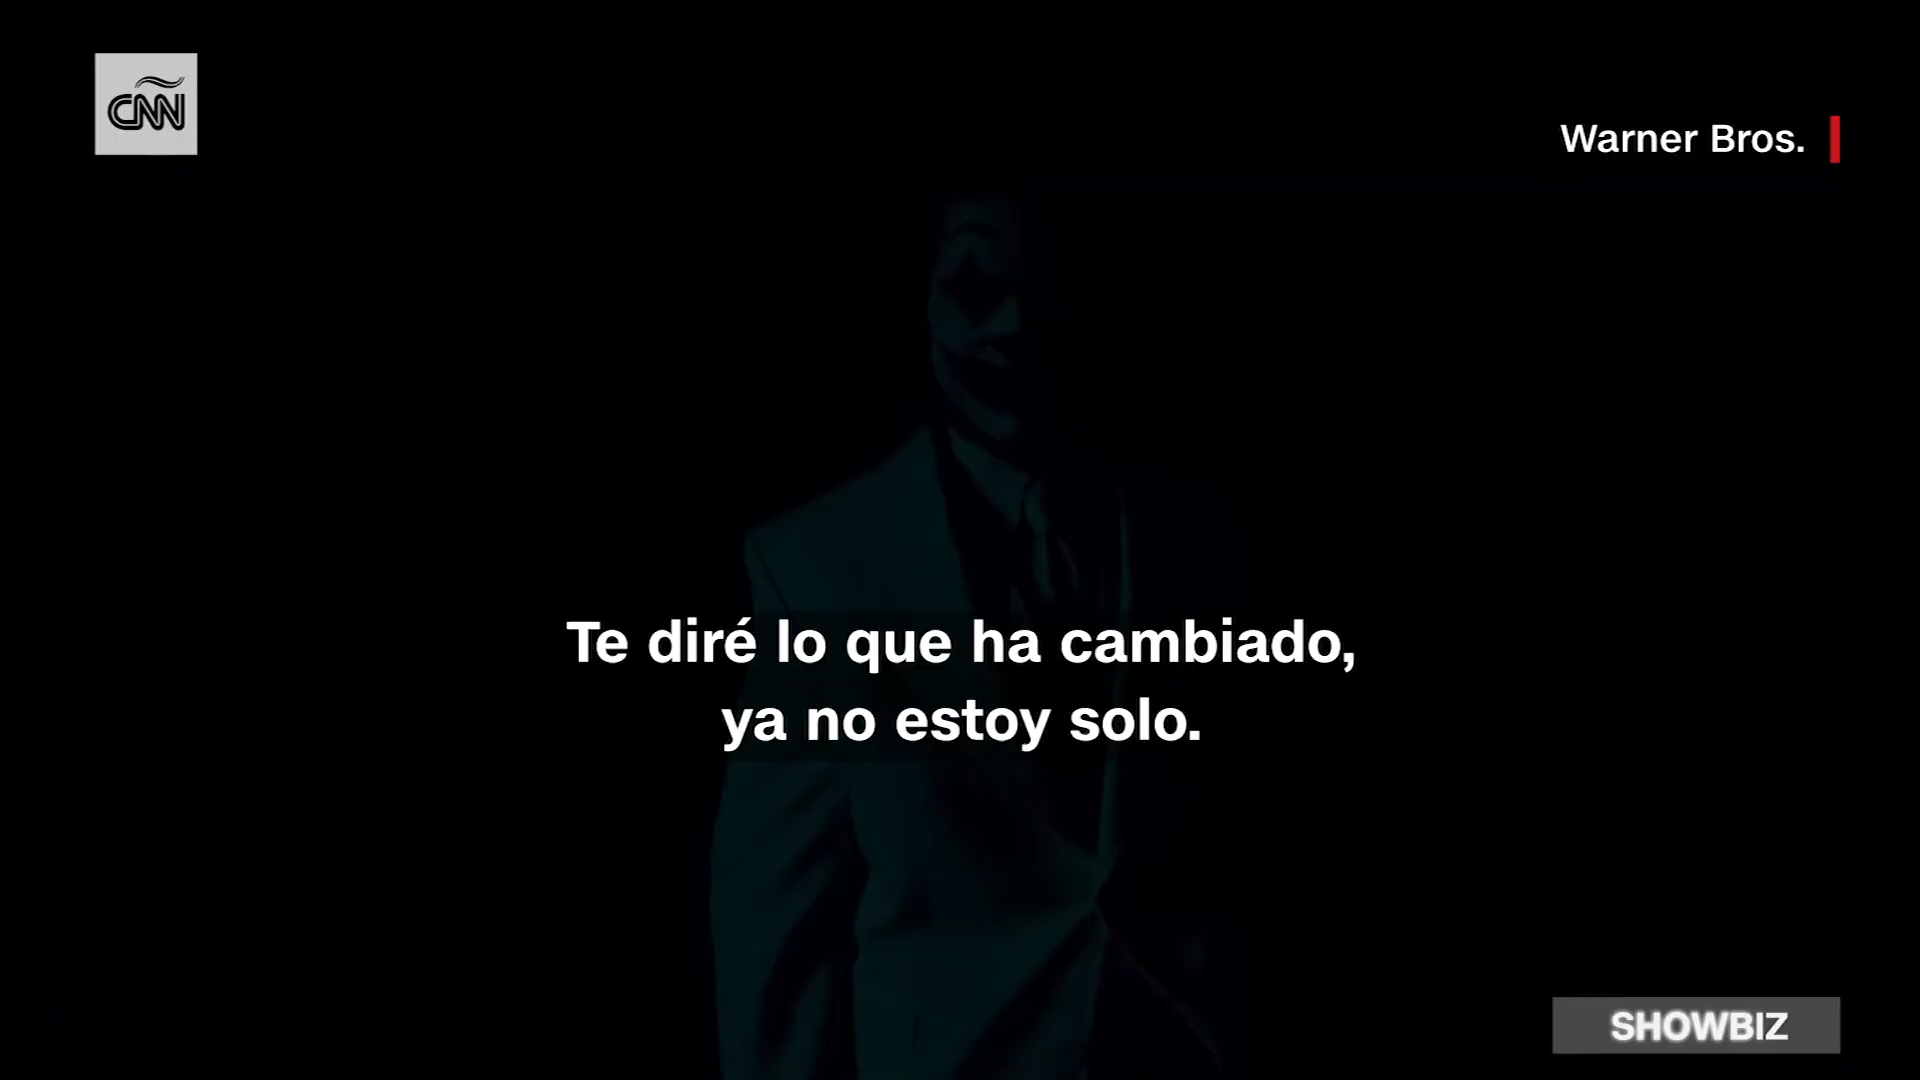 CNN
Warner Bros.
Te diré lo que ha cambiado,
ya no estoy solo.
SHOWBIZ